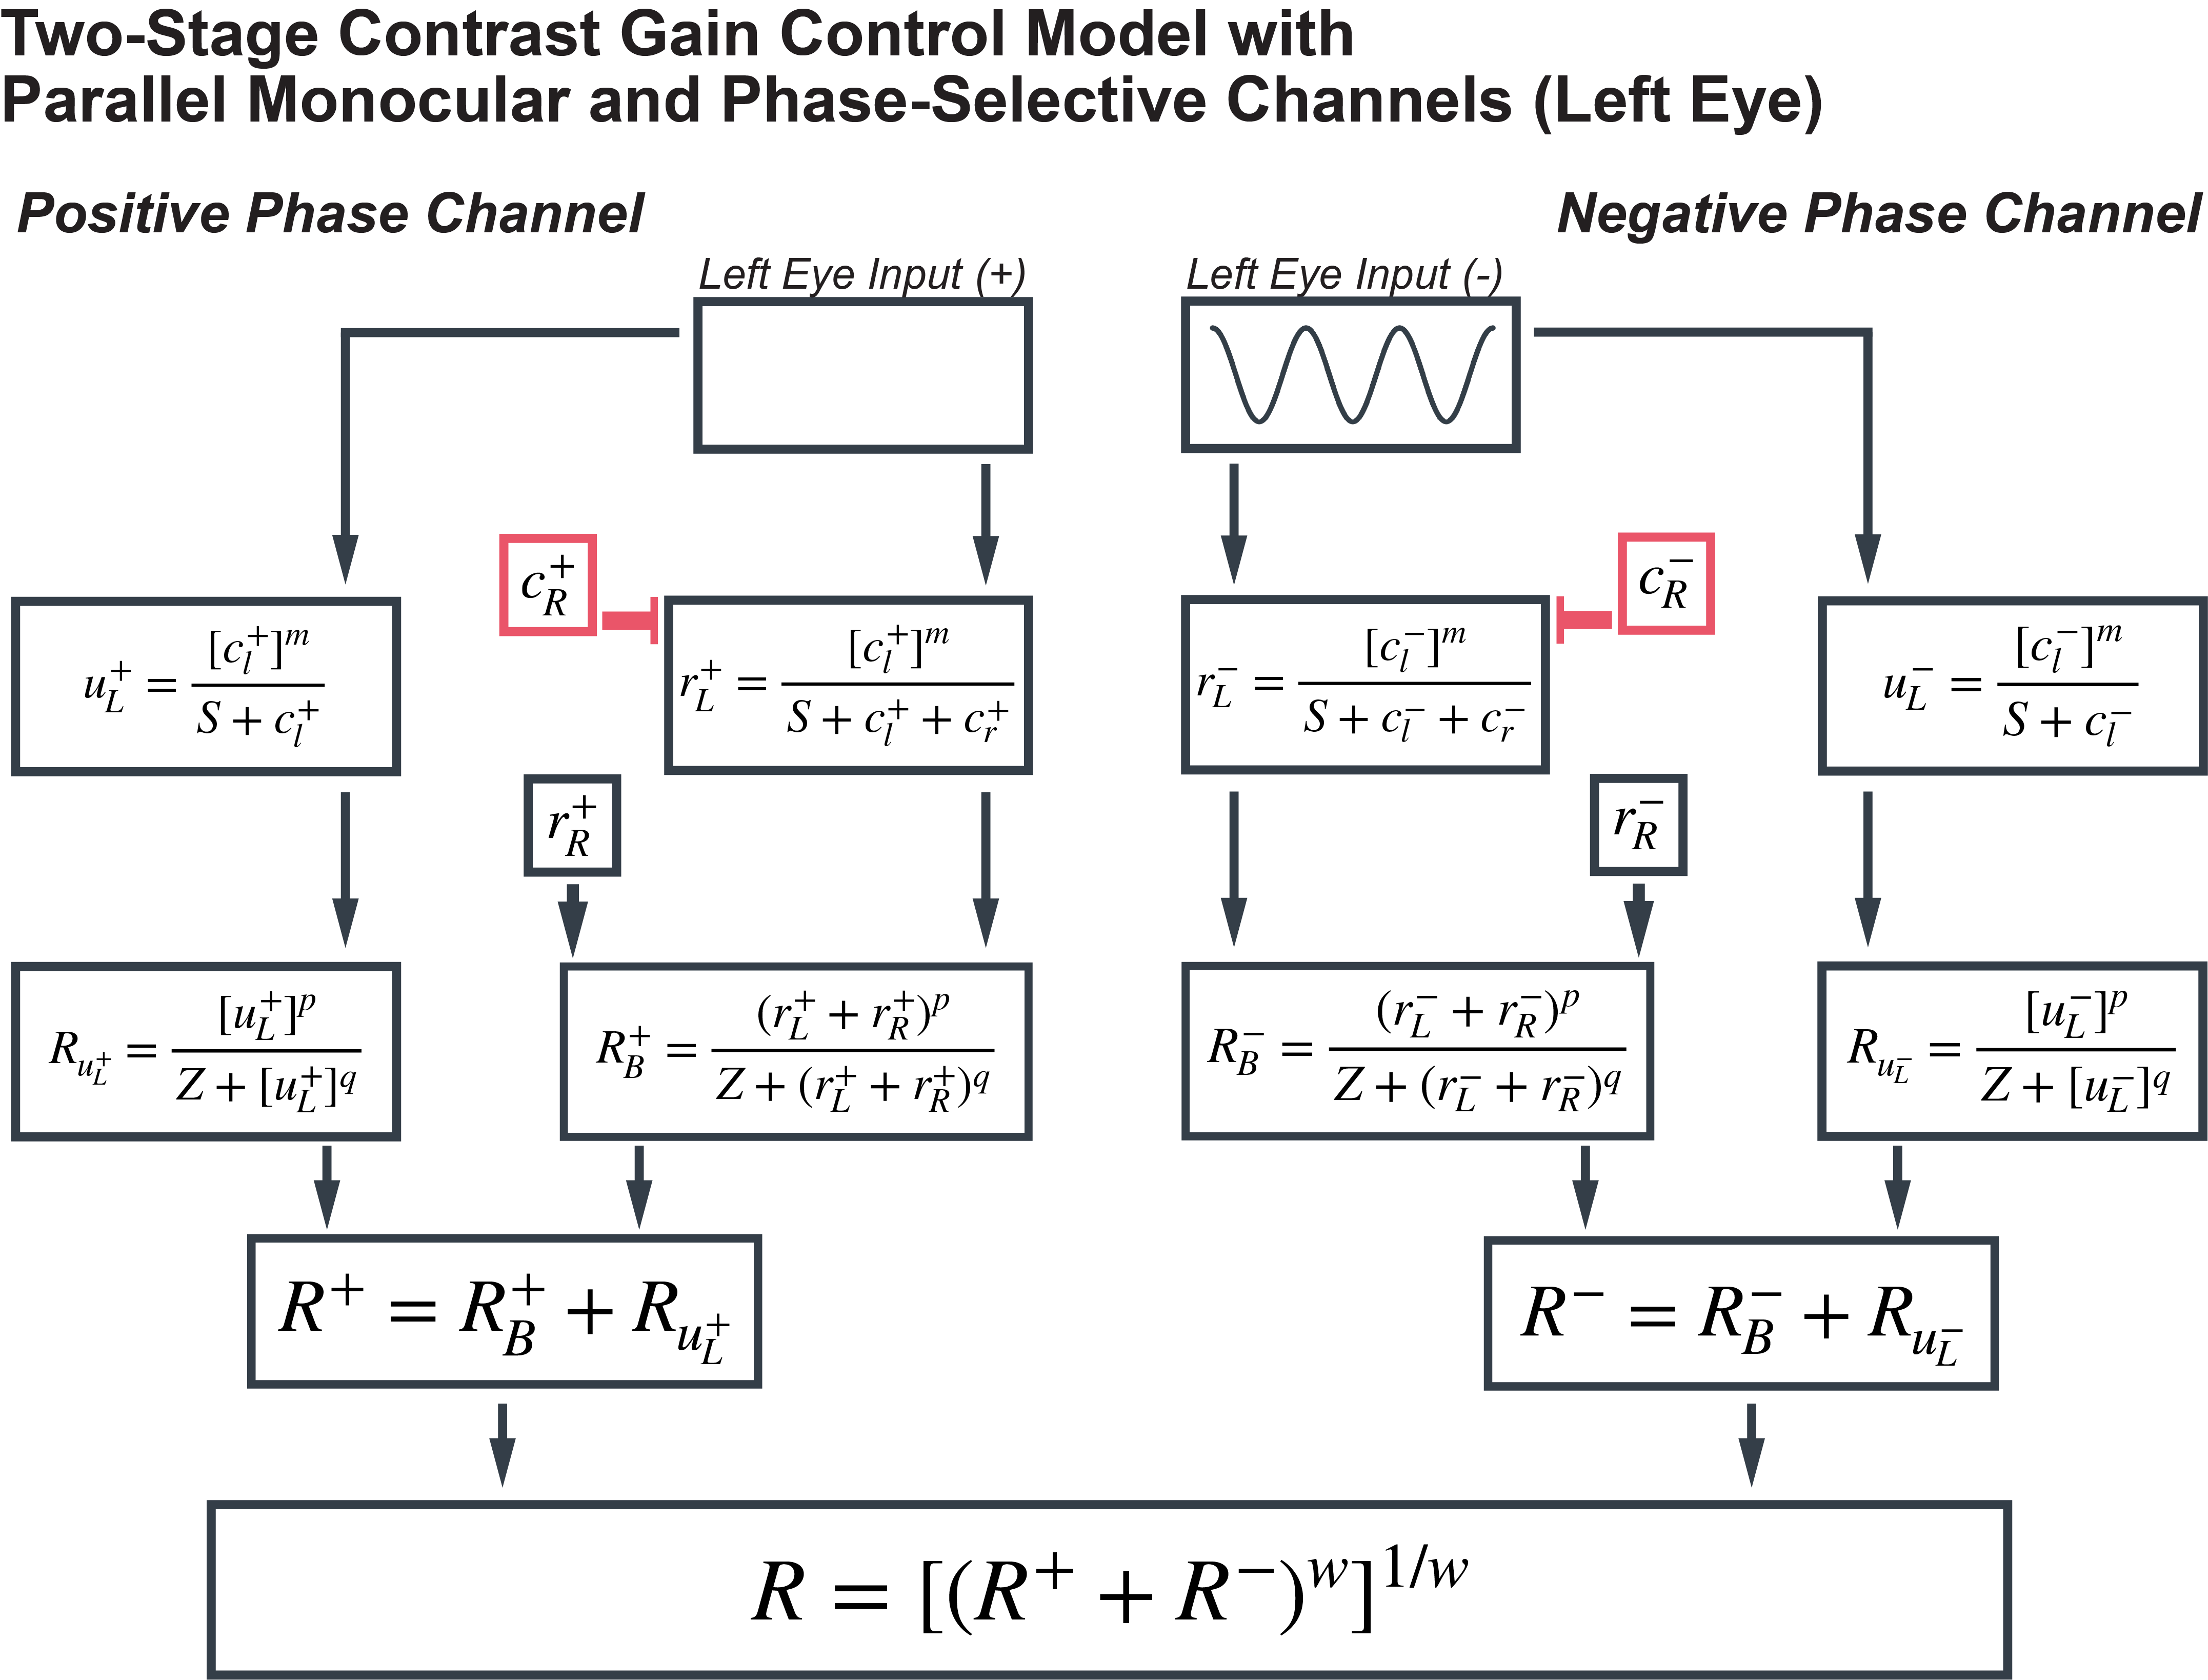 Two-Stage Contrast Gain Control Model with
Parallel Monocular and Phase-Selective Channels (Left Eye)
Positive Phase Channel
Negative Phase Channel
Left Eye Input (+)
Left Eye Input (-)
c_R^+
c_R^−
u_L^+ = [c_l^+]^m / (S + c_l^+)
r_L^+ = [c_l^+]^m / (S + c_l^+ + c_r^+)
r_L^− = [c_l^−]^m / (S + c_l^− + c_r^−)
u_L^− = [c_l^−]^m / (S + c_l^−)
r_R^+
r_R^−
R_{u_L^+} = [u_L^+]^p / (Z + [u_L^+]^q)
R_B^+ = (r_L^+ + r_R^+)^p / (Z + (r_L^+ + r_R^+)^q)
R_B^− = (r_L^− + r_R^−)^p / (Z + (r_L^− + r_R^−)^q)
R_{u_L^−} = [u_L^−]^p / (Z + [u_L^−]^q)
R^+ = R_B^+ + R_{u_L^+}
R^− = R_B^− + R_{u_L^−}
R = [(R^+ + R^−)^w]^{1/w}